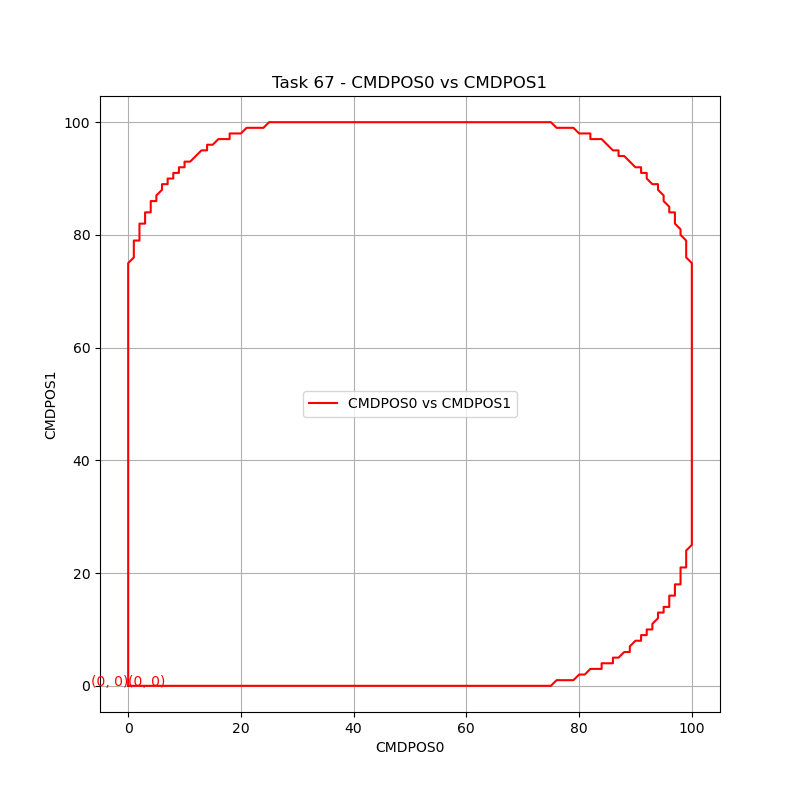 Task 67 - CMDPOS0 vs CMDPOS1
100
80
60
40
20
0
CMDPOS1
CMDPOS0 vs CMDPOS1
(0, 0)(0, 0)
0 20 40 60 80 100
CMDPOS0